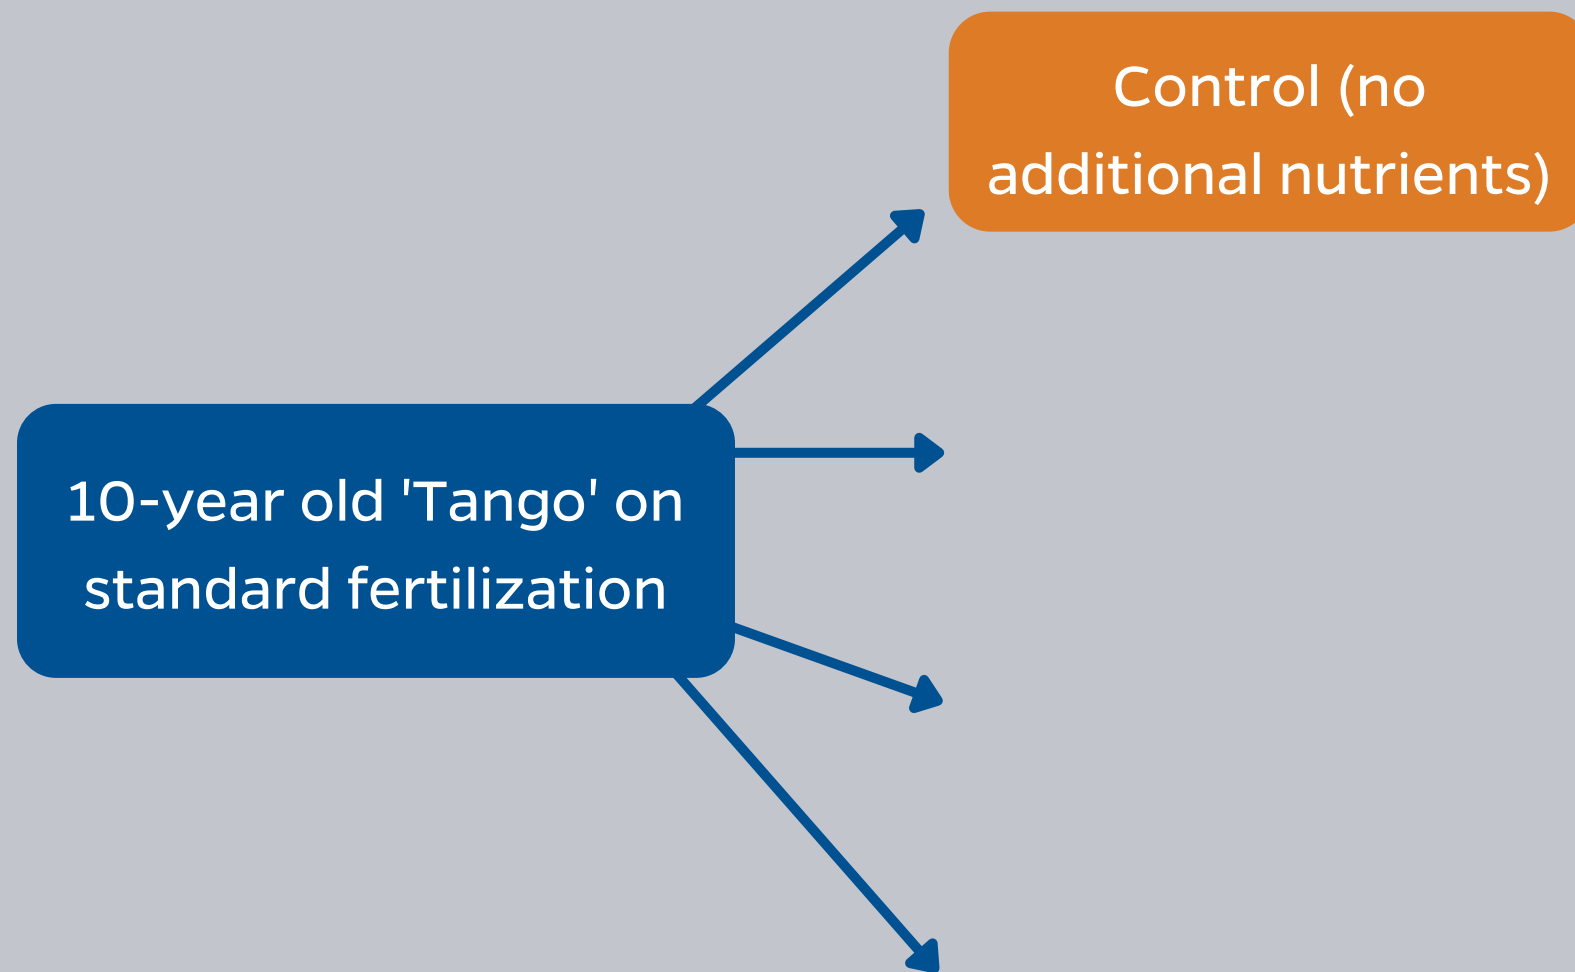 Control (no
additional nutrients)
10-year old 'Tango' on
standard fertilization